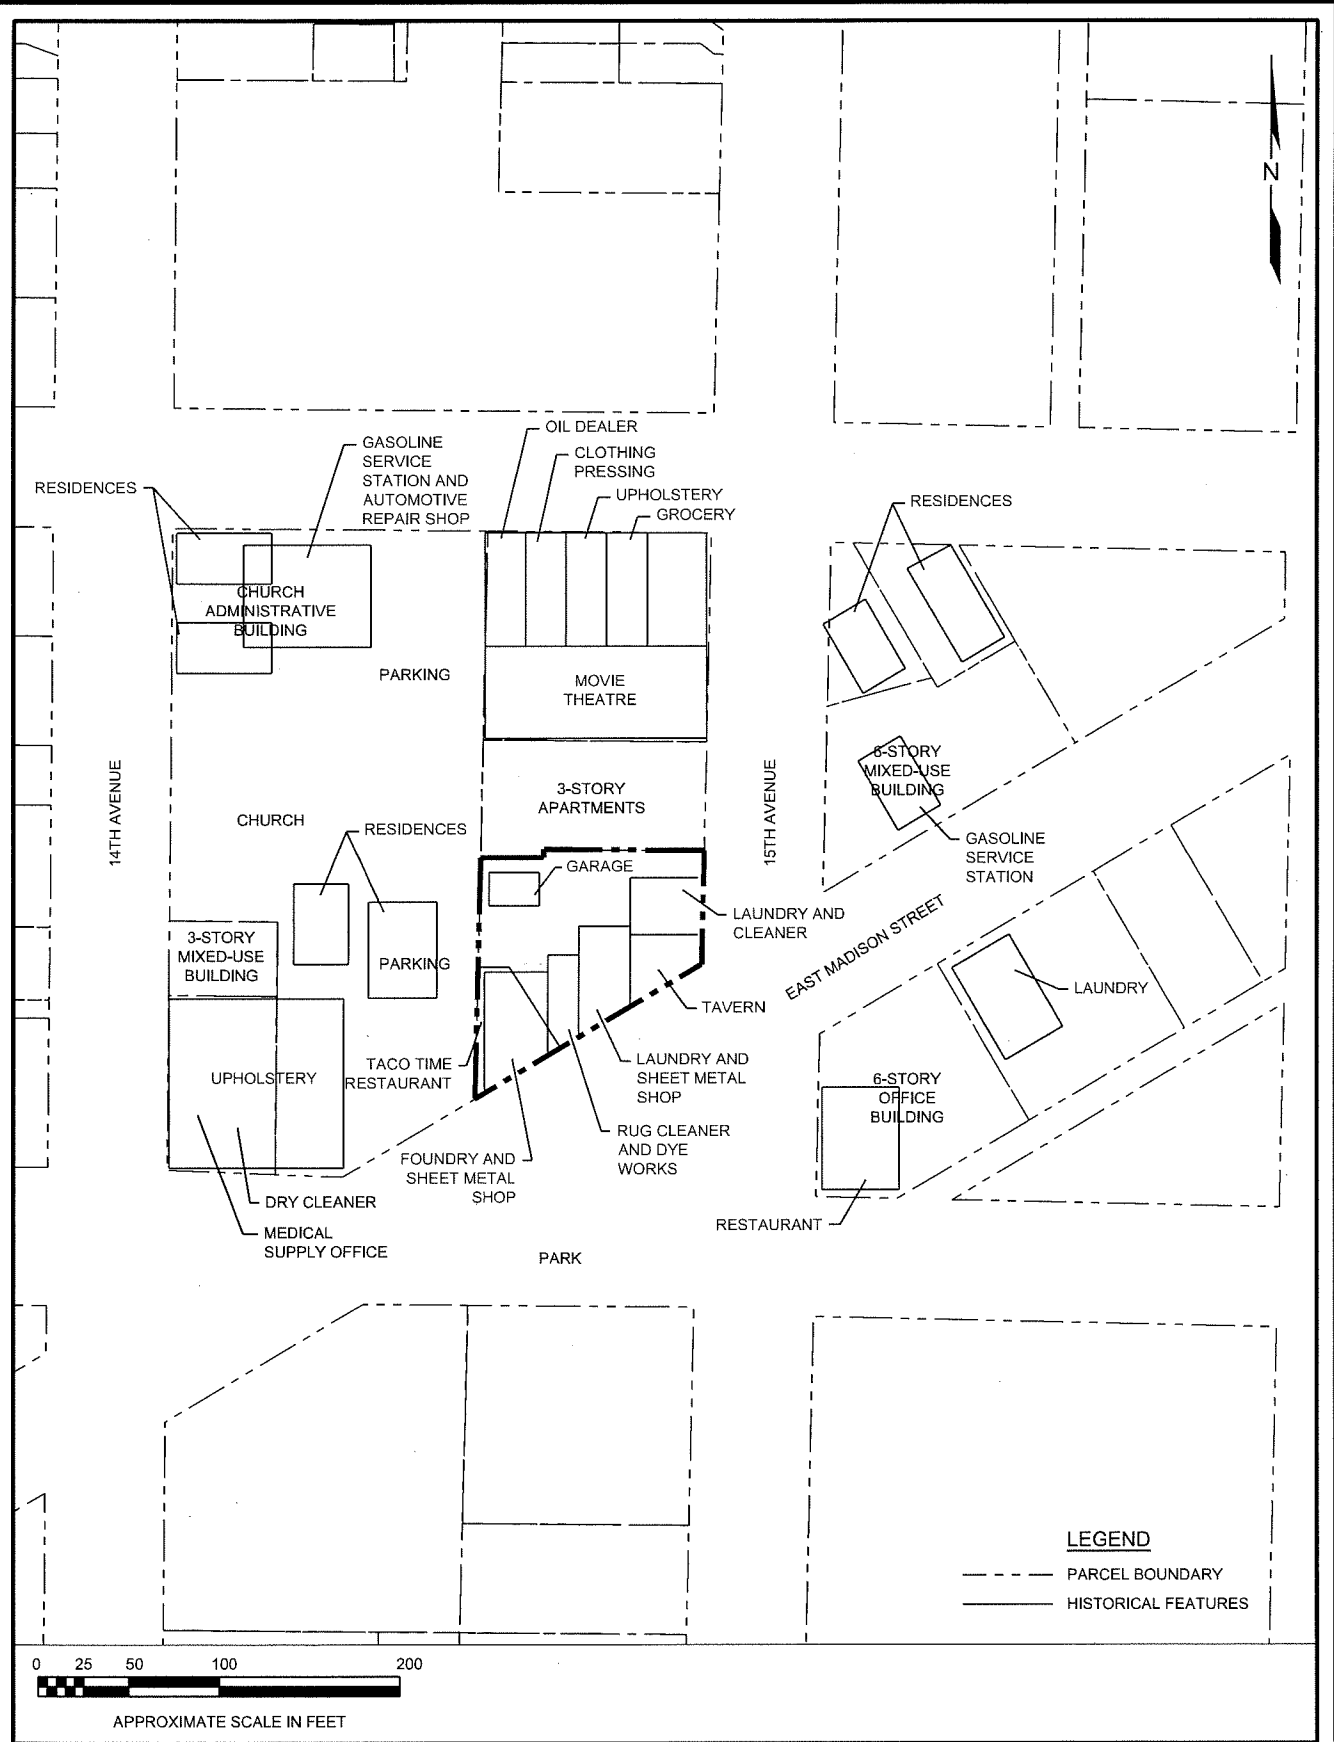 N
OIL DEALER
CLOTHING
PRESSING
UPHOLSTERY
GROCERY
GASOLINE
SERVICE
STATION AND
AUTOMOTIVE
REPAIR SHOP
RESIDENCES
CHURCH
ADMINISTRATIVE
BUILDING
PARKING
MOVIE
THEATRE
RESIDENCES
6-STORY
MIXED-USE
BUILDING
GASOLINE
SERVICE
STATION
14TH AVENUE
15TH AVENUE
3-STORY
APARTMENTS
CHURCH
RESIDENCES
GARAGE
LAUNDRY AND
CLEANER
EAST MADISON STREET
3-STORY
MIXED-USE
BUILDING
PARKING
TAVERN
LAUNDRY
TACO TIME
RESTAURANT
LAUNDRY AND
SHEET METAL
SHOP
UPHOLSTERY
6-STORY
OFFICE
BUILDING
RUG CLEANER
AND DYE
WORKS
FOUNDRY AND
SHEET METAL
SHOP
DRY CLEANER
MEDICAL
SUPPLY OFFICE
RESTAURANT
PARK
LEGEND
PARCEL BOUNDARY
HISTORICAL FEATURES
0 25 50 100 200
APPROXIMATE SCALE IN FEET